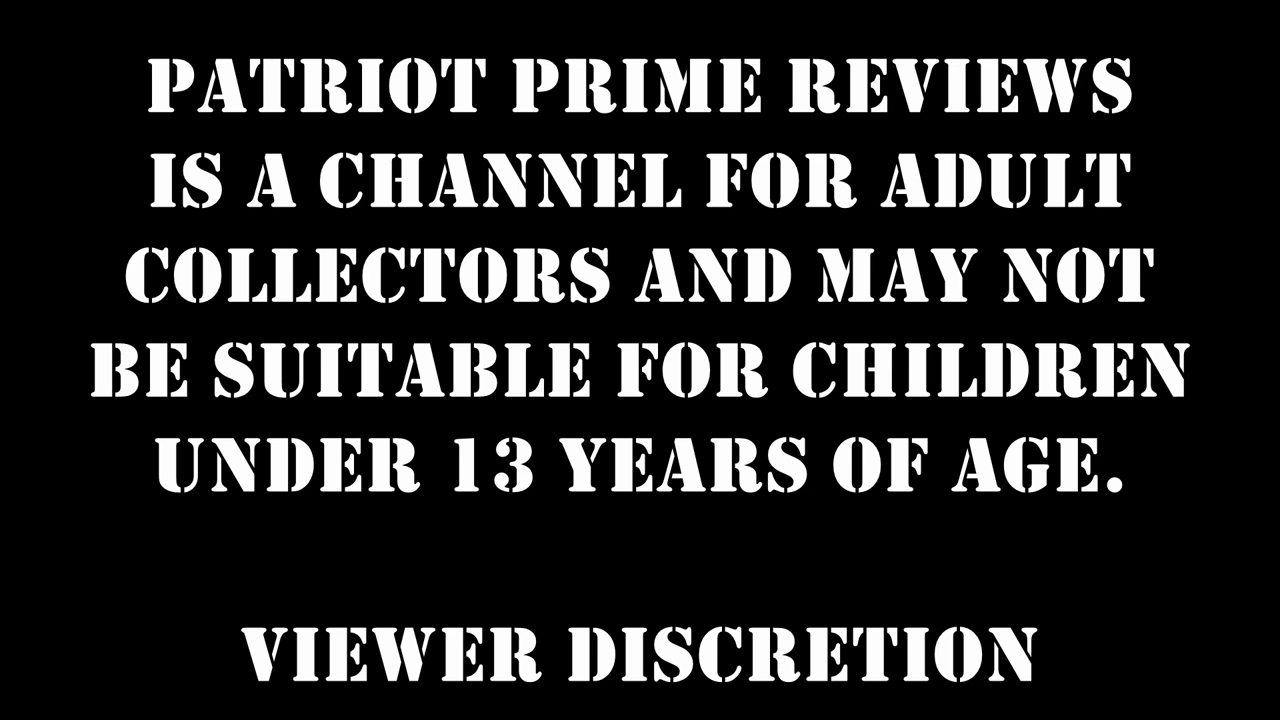 PATRIOT PRIME REVIEWS
IS A CHANNEL FOR ADULT
COLLECTORS AND MAY NOT
BE SUITABLE FOR CHILDREN
UNDER 13 YEARS OF AGE.
VIEWER DISCRETION